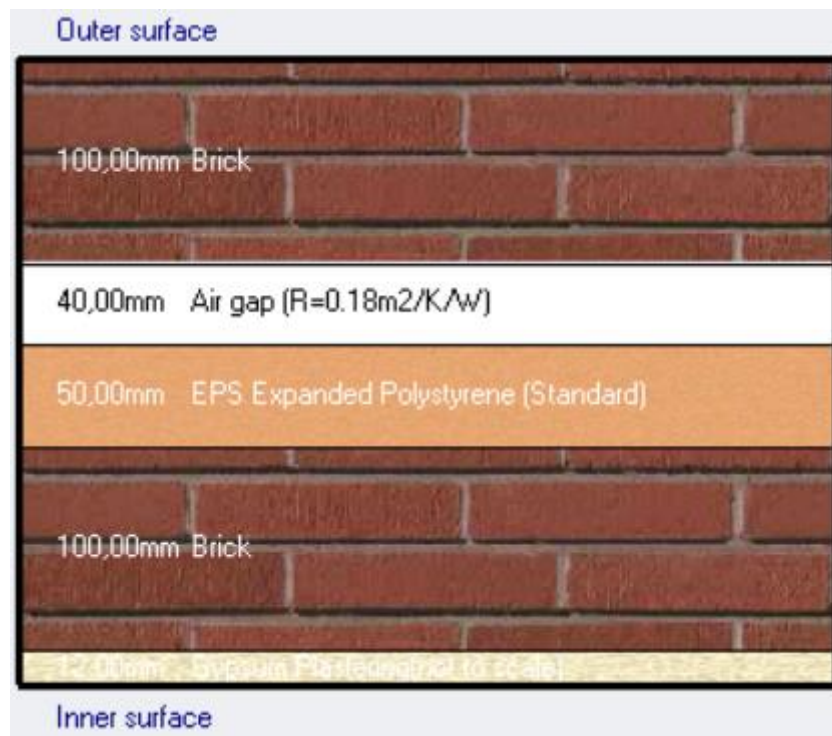 Outer surface
100,00mm Brick
40,00mm Air gap (R=0.18m2/K/W)
50,00mm EPS Expanded Polystyrene (Standard)
100,00mm Brick
12,00mm Gypsum Plastering(not to scale)
Inner surface